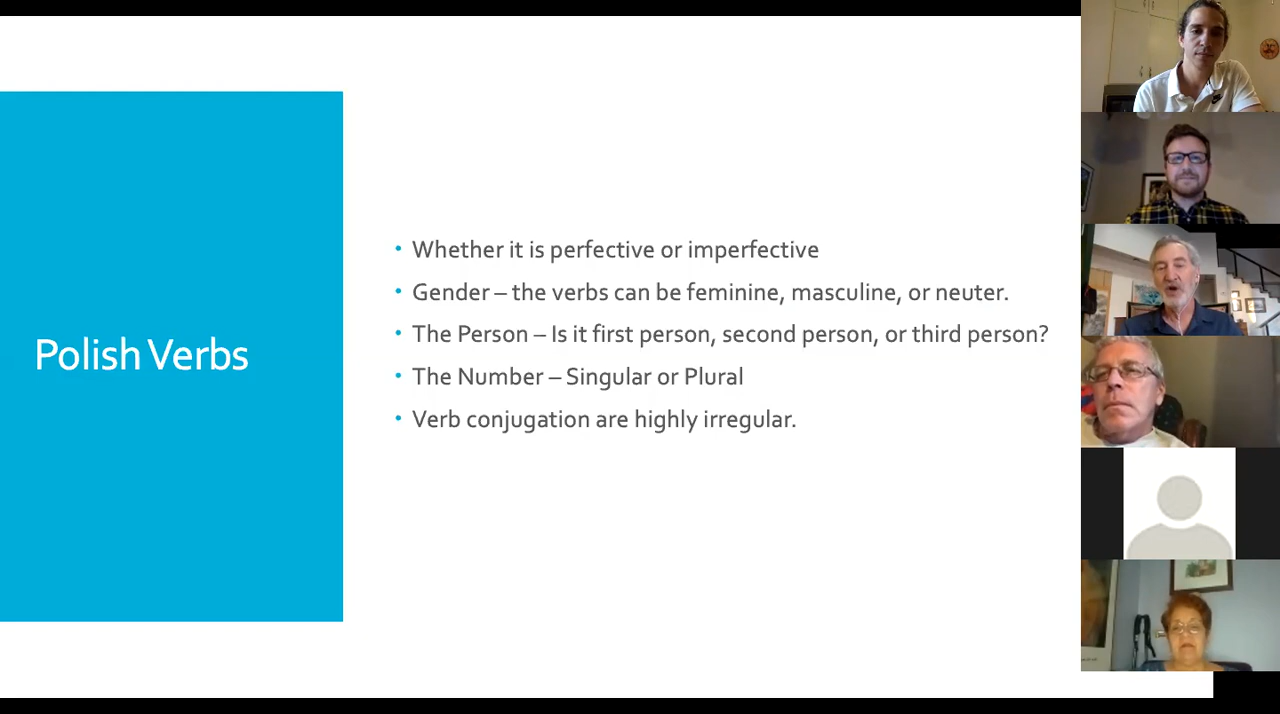 Polish Verbs
• Whether it is perfective or imperfective
• Gender – the verbs can be feminine, masculine, or neuter.
• The Person – Is it first person, second person, or third person?
• The Number – Singular or Plural
• Verb conjugation are highly irregular.